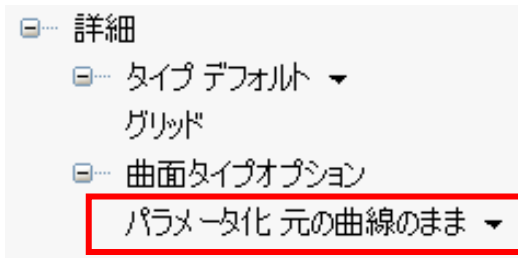 詳細
タイプ デフォルト
グリッド
曲面タイプオプション
パラメータ化 元の曲線のまま